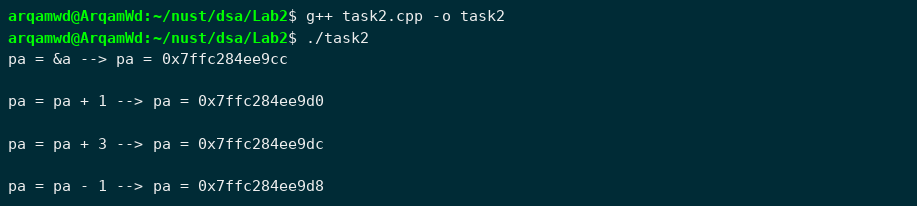 arqamwd@ArqamWd:~/nust/dsa/Lab2$ g++ task2.cpp -o task2
arqamwd@ArqamWd:~/nust/dsa/Lab2$ ./task2
pa = &a --> pa = 0x7ffc284ee9cc
pa = pa + 1 --> pa = 0x7ffc284ee9d0
pa = pa + 3 --> pa = 0x7ffc284ee9dc
pa = pa - 1 --> pa = 0x7ffc284ee9d8